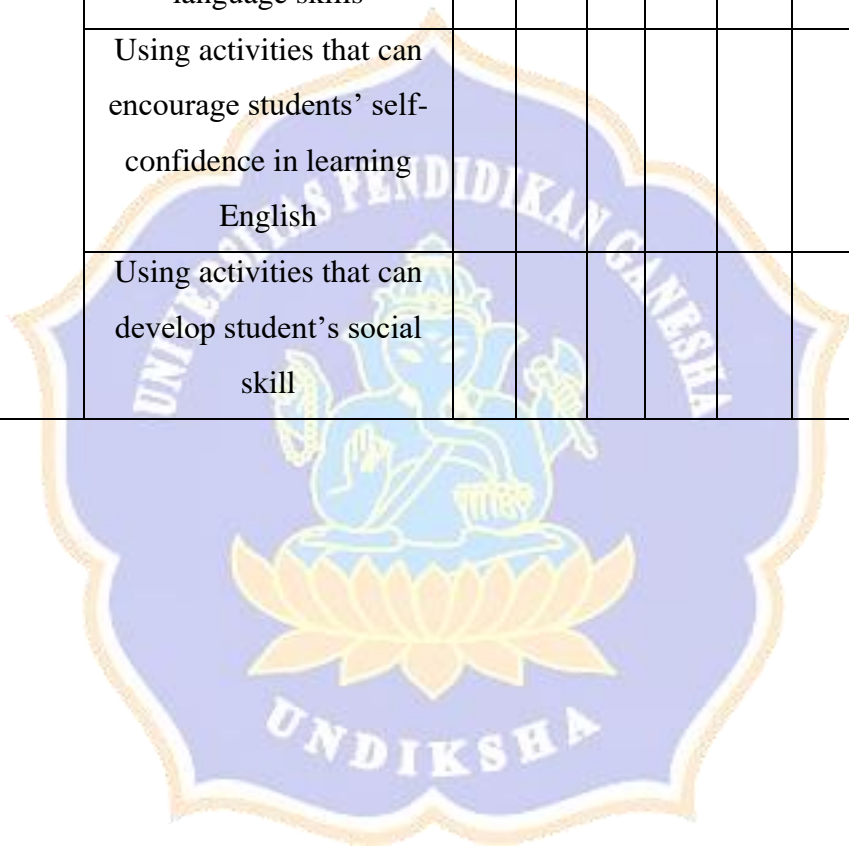 language skills
Using activities that can
encourage students' self-
confidence in learning
English
Using activities that can
develop student's social
skill
UNIVERSITAS PENDIDIKAN GANESHA
UNDIKSHA